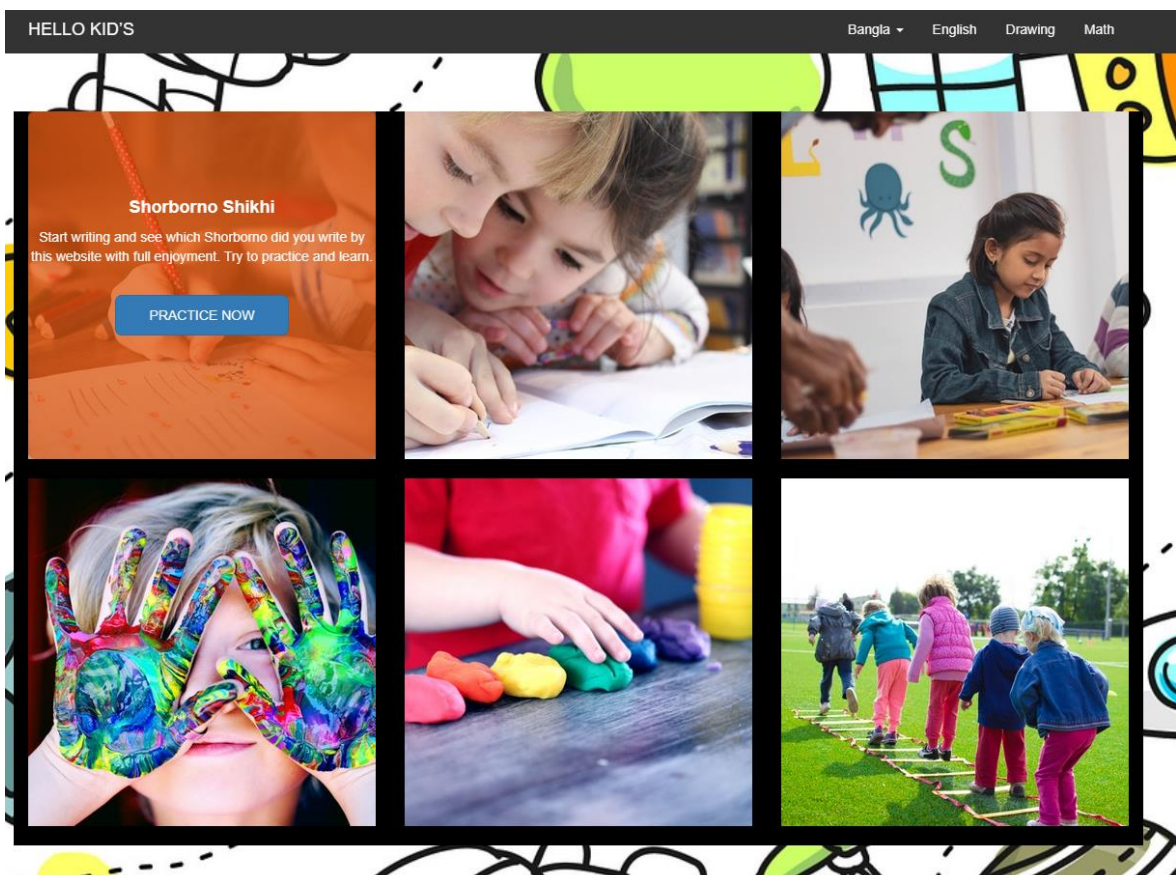 HELLO KID'S
Bangla
English
Drawing
Math
Shorborno Shikhi
Start writing and see which Shorborno did you write by
this website with full enjoyment. Try to practice and learn.
PRACTICE NOW